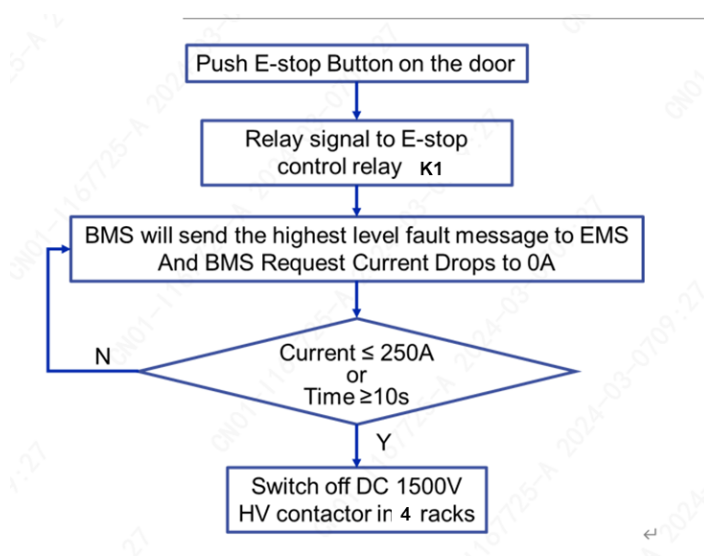 Push E-stop Button on the door
Relay signal to E-stop
control relay K1
BMS will send the highest level fault message to EMS
And BMS Request Current Drops to 0A
N
Current ≤ 250A
or
Time ≥10s
Y
Switch off DC 1500V
HV contactor in 4 racks